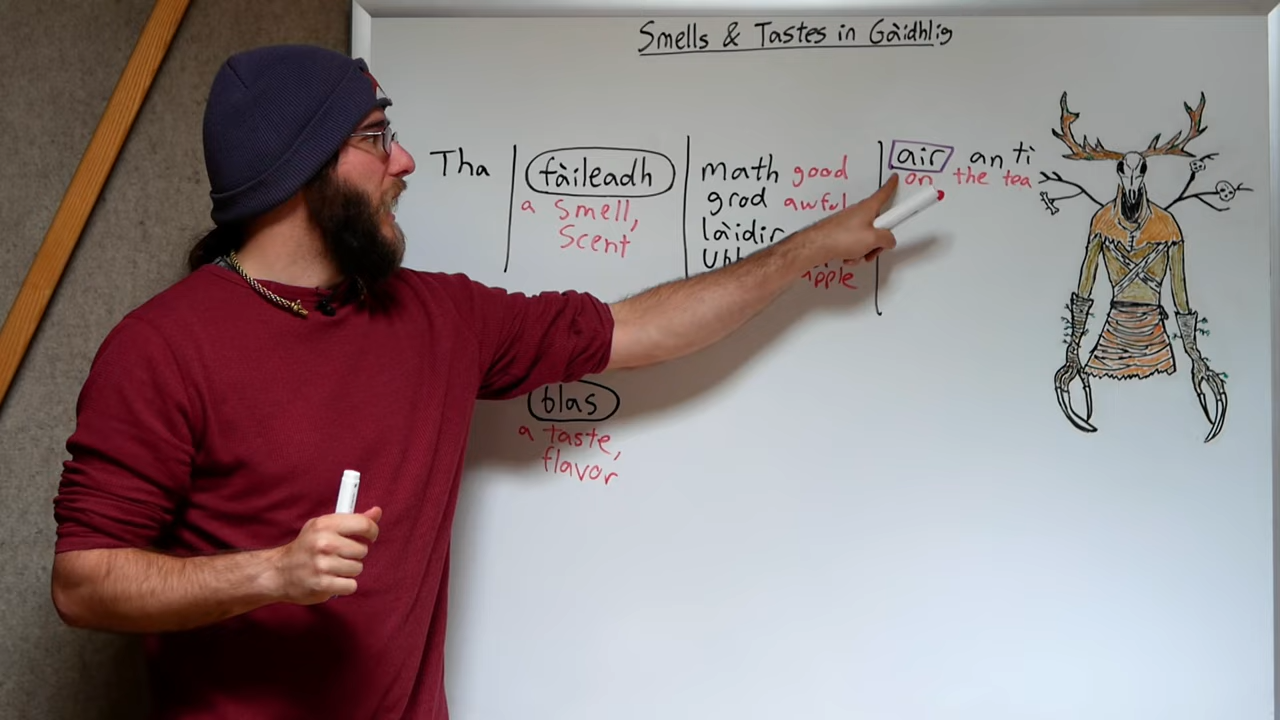 Smells & Tastes in Gàidhlig
Tha
fàileadh
a smell,
scent
math good
grod awful
làidir
apple
air an tì
on the tea
blas
a taste,
flavor